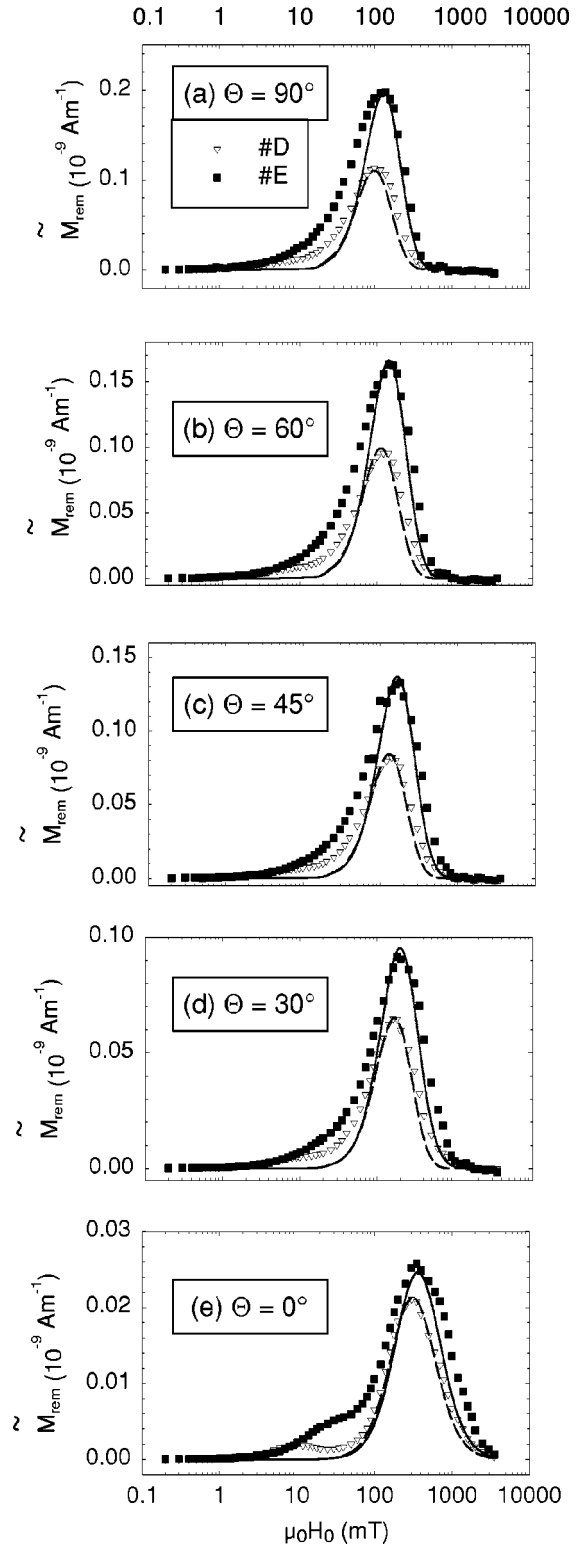 0.1 1 10 100 1000 10000
(a) Θ = 90°
#D
#E
0.2
0.1
0.0
M̃rem (10⁻⁹ Am⁻¹)
(b) Θ = 60°
0.15
0.10
0.05
0.00
M̃rem (10⁻⁹ Am⁻¹)
(c) Θ = 45°
0.15
0.10
0.05
0.00
M̃rem (10⁻⁹ Am⁻¹)
(d) Θ = 30°
0.10
0.05
0.00
M̃rem (10⁻⁹ Am⁻¹)
(e) Θ = 0°
0.03
0.02
0.01
0.00
M̃rem (10⁻⁹ Am⁻¹)
0.1 1 10 100 1000 10000
μ₀H₀ (mT)